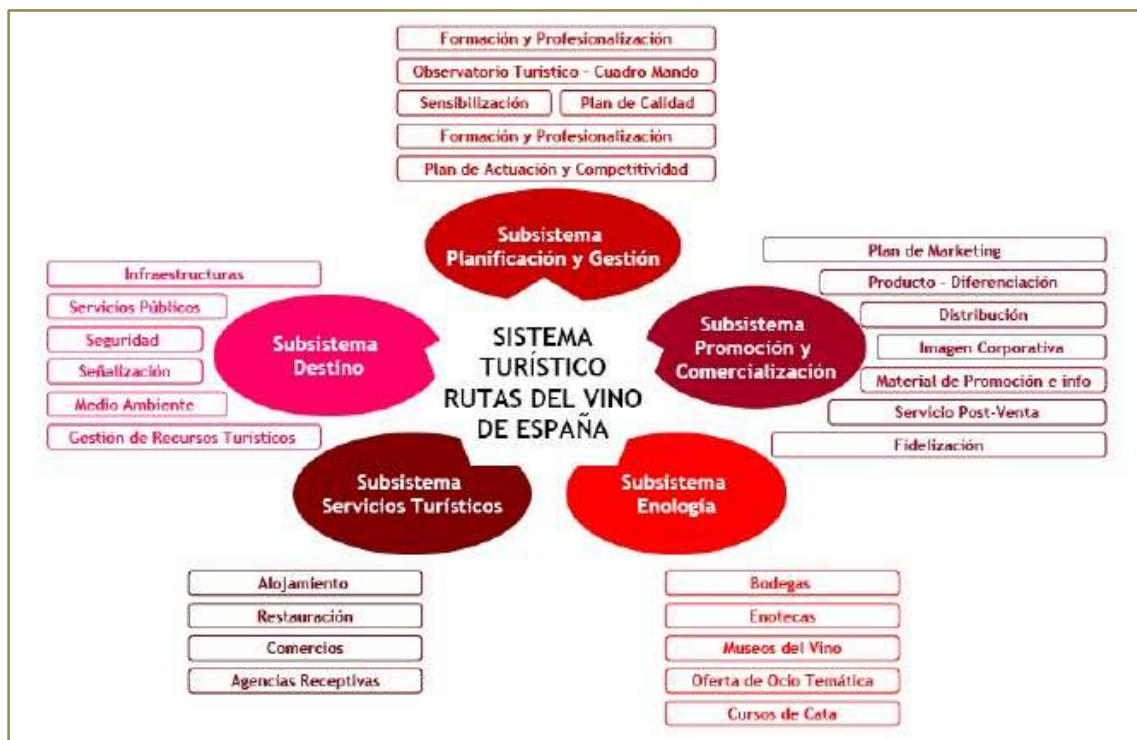 Formación y Profesionalización
Observatorio Turístico - Cuadro Mando
Sensibilización
Plan de Calidad
Formación y Profesionalización
Plan de Actuación y Competitividad
Subsistema
Planificación y Gestión
Infraestructuras
Servicios Públicos
Seguridad
Señalización
Medio Ambiente
Gestión de Recursos Turísticos
Subsistema
Destino
SISTEMA
TURÍSTICO
RUTAS DEL VINO
DE ESPAÑA
Subsistema
Promoción y
Comercialización
Plan de Marketing
Producto - Diferenciación
Distribución
Imagen Corporativa
Material de Promoción e info
Servicio Post-Venta
Fidelización
Subsistema
Servicios Turísticos
Subsistema
Enología
Alojamiento
Restauración
Comercios
Agencias Receptivas
Bodegas
Enotecas
Museos del Vino
Oferta de Ocio Temática
Cursos de Cata